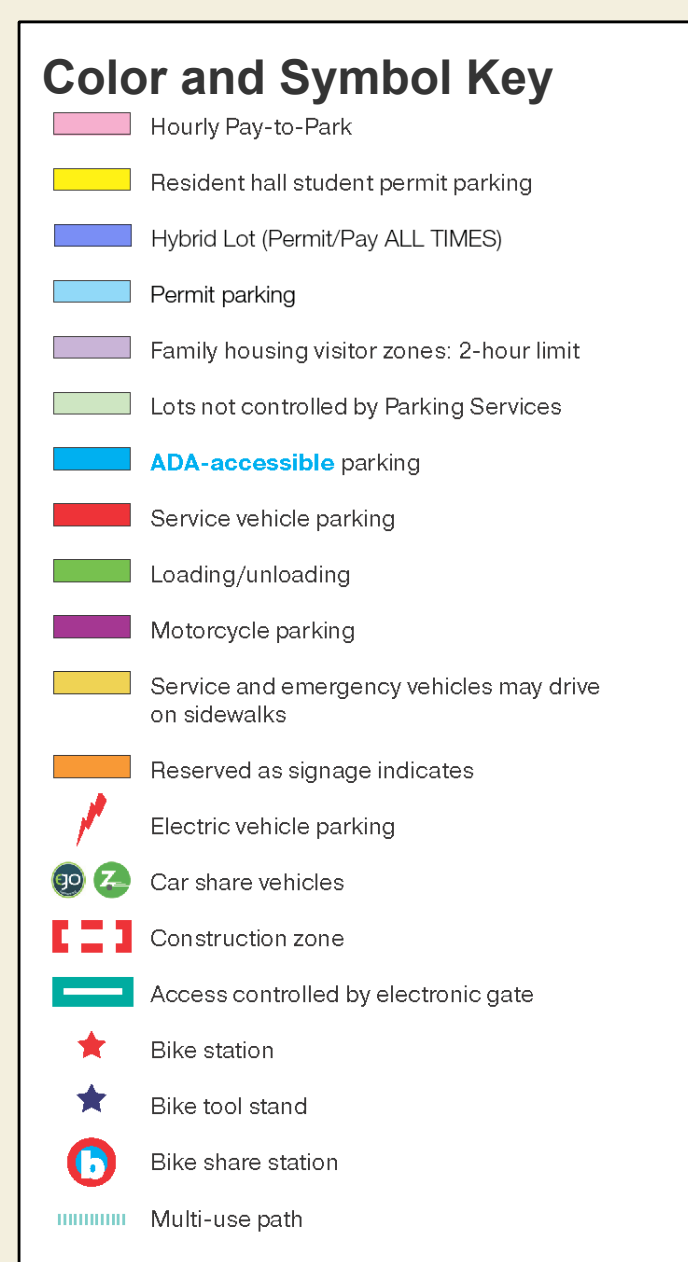 Color and Symbol Key
Hourly Pay-to-Park
Resident hall student permit parking
Hybrid Lot (Permit/Pay ALL TIMES)
Permit parking
Family housing visitor zones: 2-hour limit
Lots not controlled by Parking Services
ADA-accessible parking
Service vehicle parking
Loading/unloading
Motorcycle parking
Service and emergency vehicles may drive
on sidewalks
Reserved as signage indicates
Electric vehicle parking
ego Z Car share vehicles
Construction zone
Access controlled by electronic gate
Bike station
Bike tool stand
b Bike share station
Multi-use path